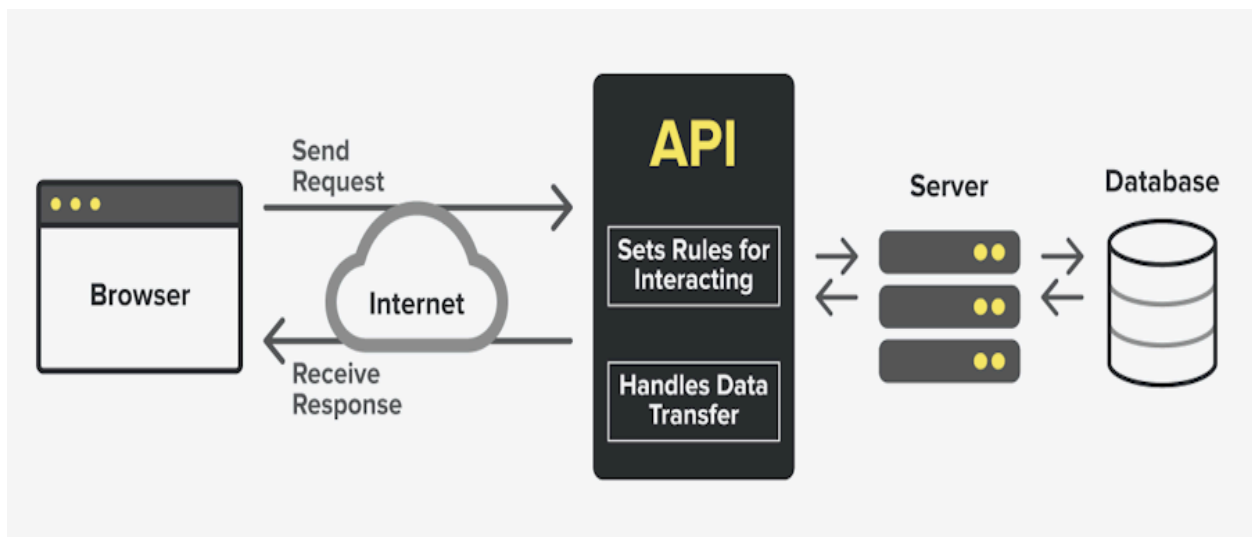 Send
Request
Browser
Internet
Receive
Response
API
Sets Rules for
Interacting
Handles Data
Transfer
Server
Database